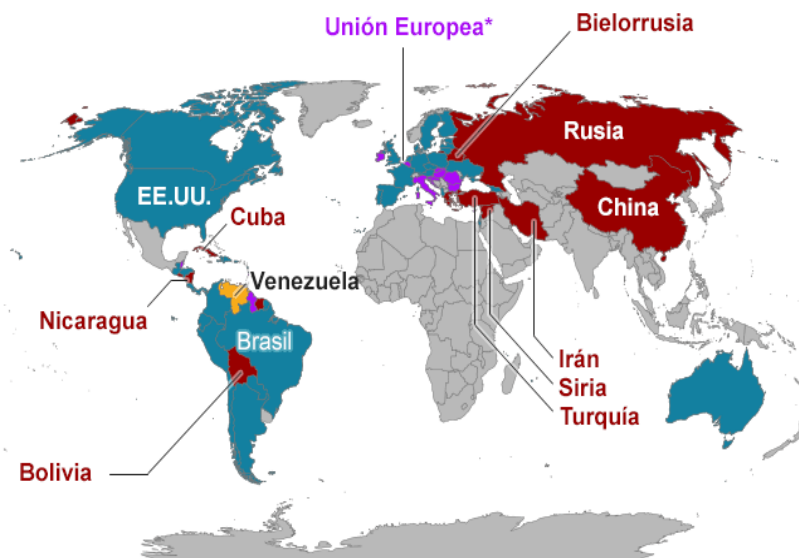 Unión Europea*
Bielorrusia
Rusia
EE.UU.
China
Cuba
Venezuela
Nicaragua
Brasil
Irán
Siria
Turquía
Bolivia